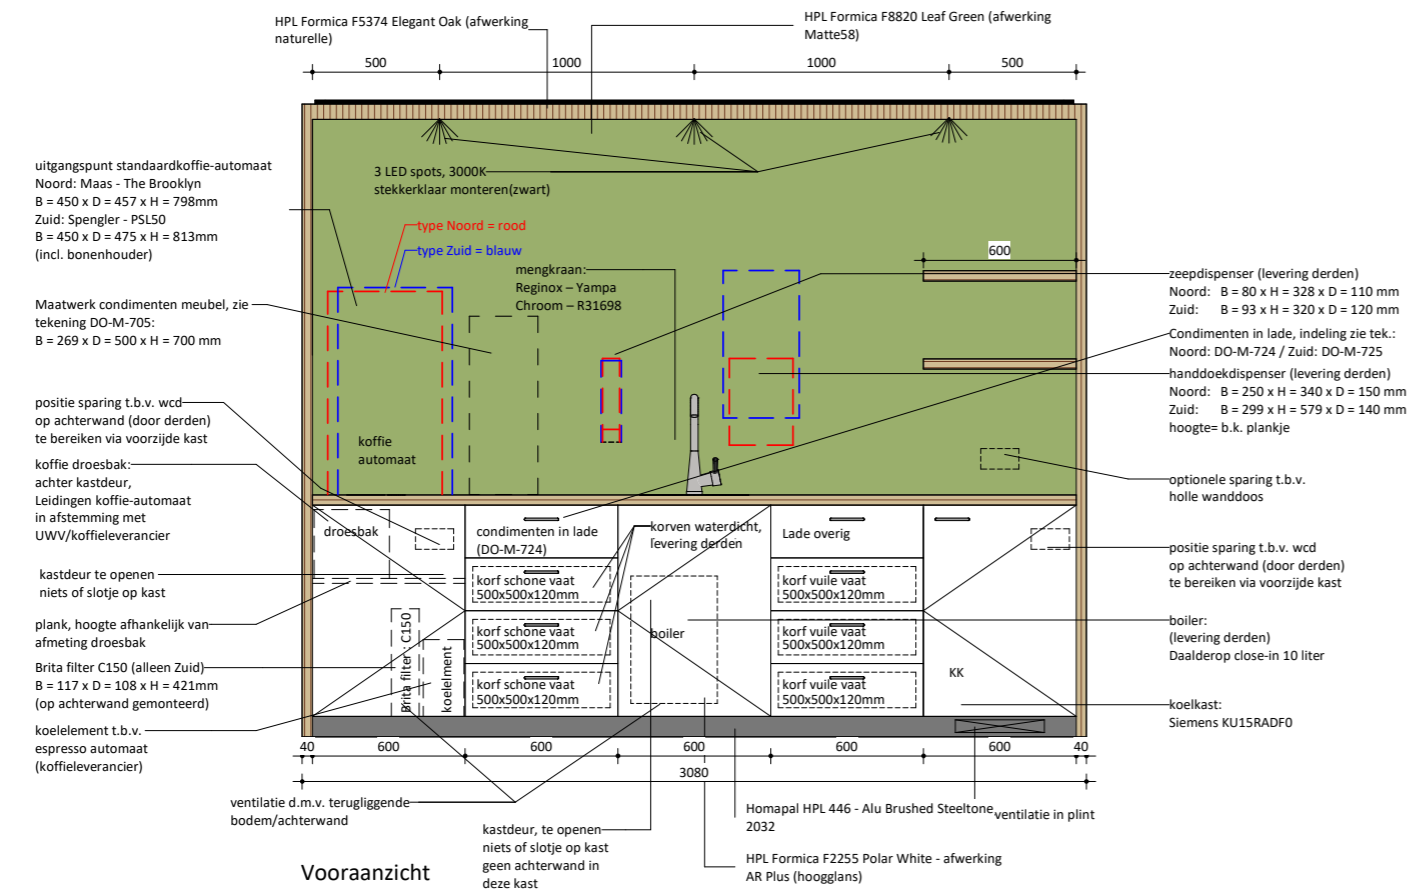 HPL Formica F5374 Elegant Oak (afwerking
naturelle)
HPL Formica F8820 Leaf Green (afwerking
Matte58)
500
1000
1000
500
uitgangspunt standaardkoffie-automaat
Noord: Maas - The Brooklyn
B = 450 x D = 457 x H = 798mm
Zuid: Spengler - PSL50
B = 450 x D = 475 x H = 813mm
(incl. bonenhouder)
3 LED spots, 3000K
stekkerklaar monteren(zwart)
type Noord = rood
type Zuid = blauw
mengkraan:
Reginox – Yampa
Chroom – R31698
600
Maatwerk condimenten meubel, zie
tekening DO-M-705:
B = 269 x D = 500 x H = 700 mm
positie sparing t.b.v. wcd
op achterwand (door derden)
te bereiken via voorzijde kast
koffie droesbak:
achter kastdeur,
Leidingen koffie-automaat
in afstemming met
UWV/koffieleverancier
kastdeur te openen
niets of slotje op kast
plank, hoogte afhankelijk van
afmeting droesbak
Brita filter C150 (alleen Zuid)
B = 117 x D = 108 x H = 421mm
(op achterwand gemonteerd)
koelelement t.b.v.
espresso automaat
(koffieleverancier)
koffie
automaat
droesbak
condimenten in lade
(DO-M-724)
korven waterdicht,
levering derden
Lade overig
korf schone vaat
500x500x120mm
korf schone vaat
500x500x120mm
korf schone vaat
500x500x120mm
korf vuile vaat
500x500x120mm
korf vuile vaat
500x500x120mm
korf vuile vaat
500x500x120mm
boiler
Brita filter : C150
koelelment
KK
zeepdispenser (levering derden)
Noord: B = 80 x H = 328 x D = 110 mm
Zuid: B = 93 x H = 320 x D = 120 mm
Condimenten in lade, indeling zie tek.:
Noord: DO-M-724 / Zuid: DO-M-725
handdoekdispenser (levering derden)
Noord: B = 250 x H = 340 x D = 150 mm
Zuid: B = 299 x H = 579 x D = 140 mm
hoogte= b.k. plankje
optionele sparing t.b.v.
holle wanddoos
positie sparing t.b.v. wcd
op achterwand (door derden)
te bereiken via voorzijde kast
boiler:
(levering derden)
Daalderop close-in 10 liter
koelkast:
Siemens KU15RADF0
40
600
600
600
600
600
40
3080
ventilatie d.m.v. terugliggende
bodem/achterwand
kastdeur, te openen
niets of slotje op kast
geen achterwand in
deze kast
Homapal HPL 446 - Alu Brushed Steeltone
2032
ventilatie in plint
HPL Formica F2255 Polar White - afwerking
AR Plus (hoogglans)
Vooraanzicht